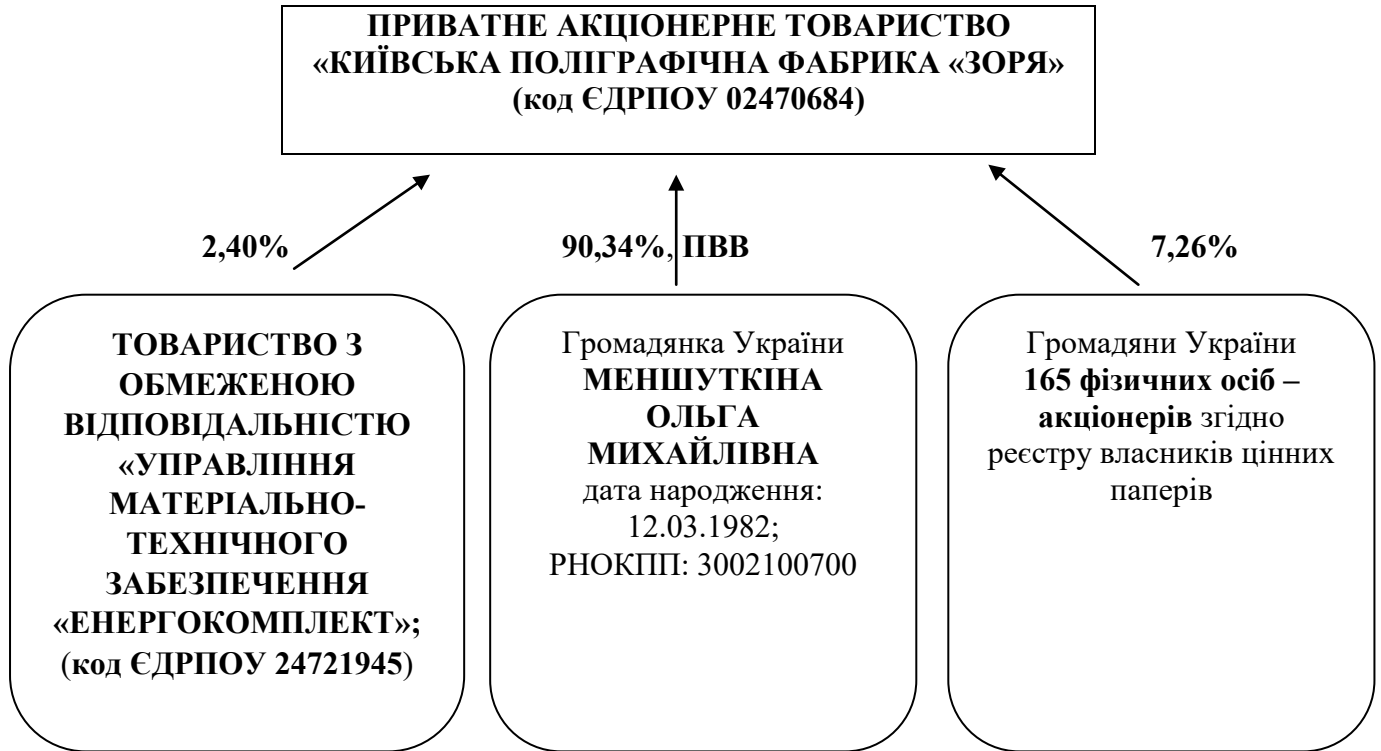 ПРИВАТНЕ АКЦІОНЕРНЕ ТОВАРИСТВО
«КИЇВСЬКА ПОЛІГРАФІЧНА ФАБРИКА «ЗОРЯ»
(код ЄДРПОУ 02470684)
2,40%
90,34%, ПВВ
7,26%
ТОВАРИСТВО З
ОБМЕЖЕНОЮ
ВІДПОВІДАЛЬНІСТЮ
«УПРАВЛІННЯ
МАТЕРІАЛЬНО-
ТЕХНІЧНОГО
ЗАБЕЗПЕЧЕННЯ
«ЕНЕРГОКОМПЛЕКТ»;
(код ЄДРПОУ 24721945)
Громадянка України
МЕНШУТКІНА
ОЛЬГА
МИХАЙЛІВНА
дата народження:
12.03.1982;
РНОКПП: 3002100700
Громадяни України
165 фізичних осіб –
акціонерів згідно
реєстру власників цінних
паперів